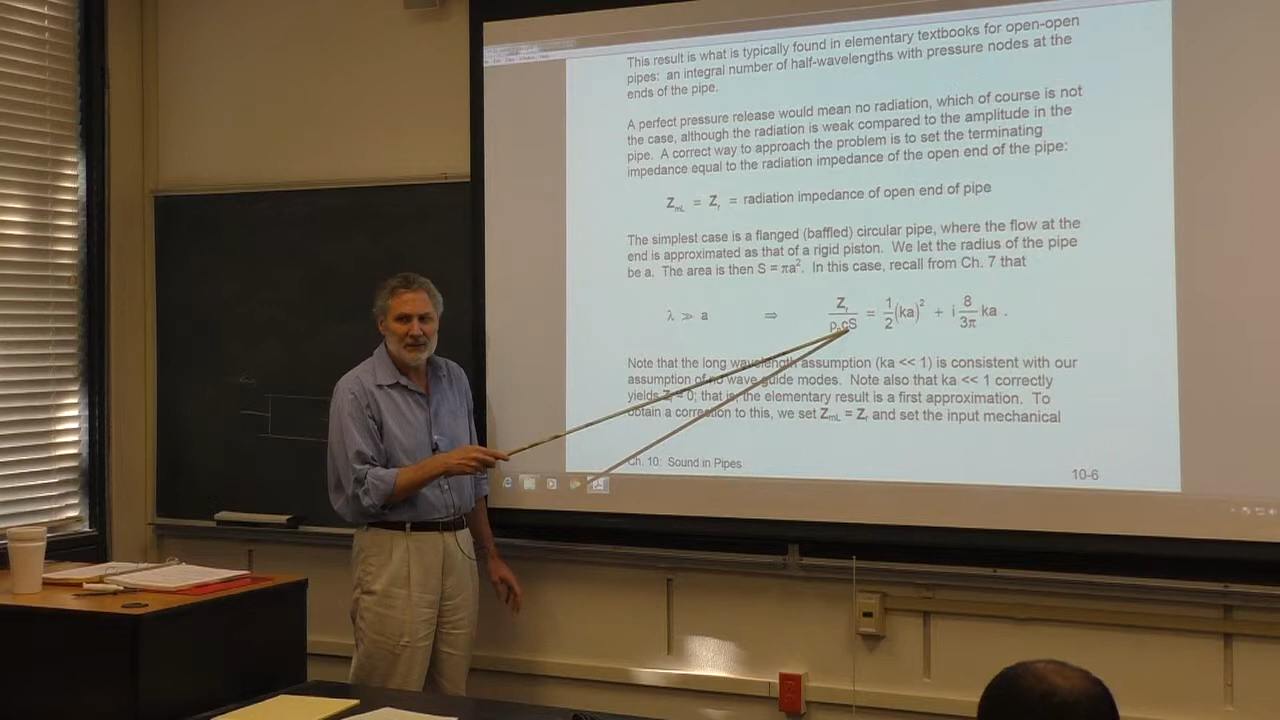 This result is what is typically found in elementary textbooks for open-open
pipes: an integral number of half-wavelengths with pressure nodes at the
ends of the pipe.
A perfect pressure release would mean no radiation, which of course is not
the case, although the radiation is weak compared to the amplitude in the
pipe. A correct way to approach the problem is to set the terminating
impedance equal to the radiation impedance of the open end of the pipe:
Z_mL = Z_r = radiation impedance of open end of pipe
The simplest case is a flanged (baffled) circular pipe, where the flow at the
end is approximated as that of a rigid piston. We let the radius of the pipe
be a. The area is then S = πa². In this case, recall from Ch. 7 that
λ ≫ a ⇒ Z_r / ρ₀cS = 1/2 (ka)² + i 8/3π ka .
Note that the long wavelength assumption (ka << 1) is consistent with our
assumption of no wave guide modes. Note also that ka << 1 correctly
yields Z_r = 0; that is, the elementary result is a first approximation. To
obtain a correction to this, we set Z_mL = Z_r and set the input mechanical
Ch. 10: Sound in Pipes
10-6